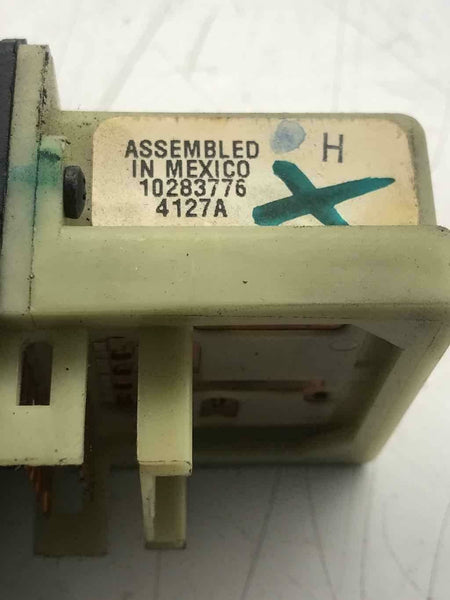 ASSEMBLED
IN MEXICO
10283776
4127A
H